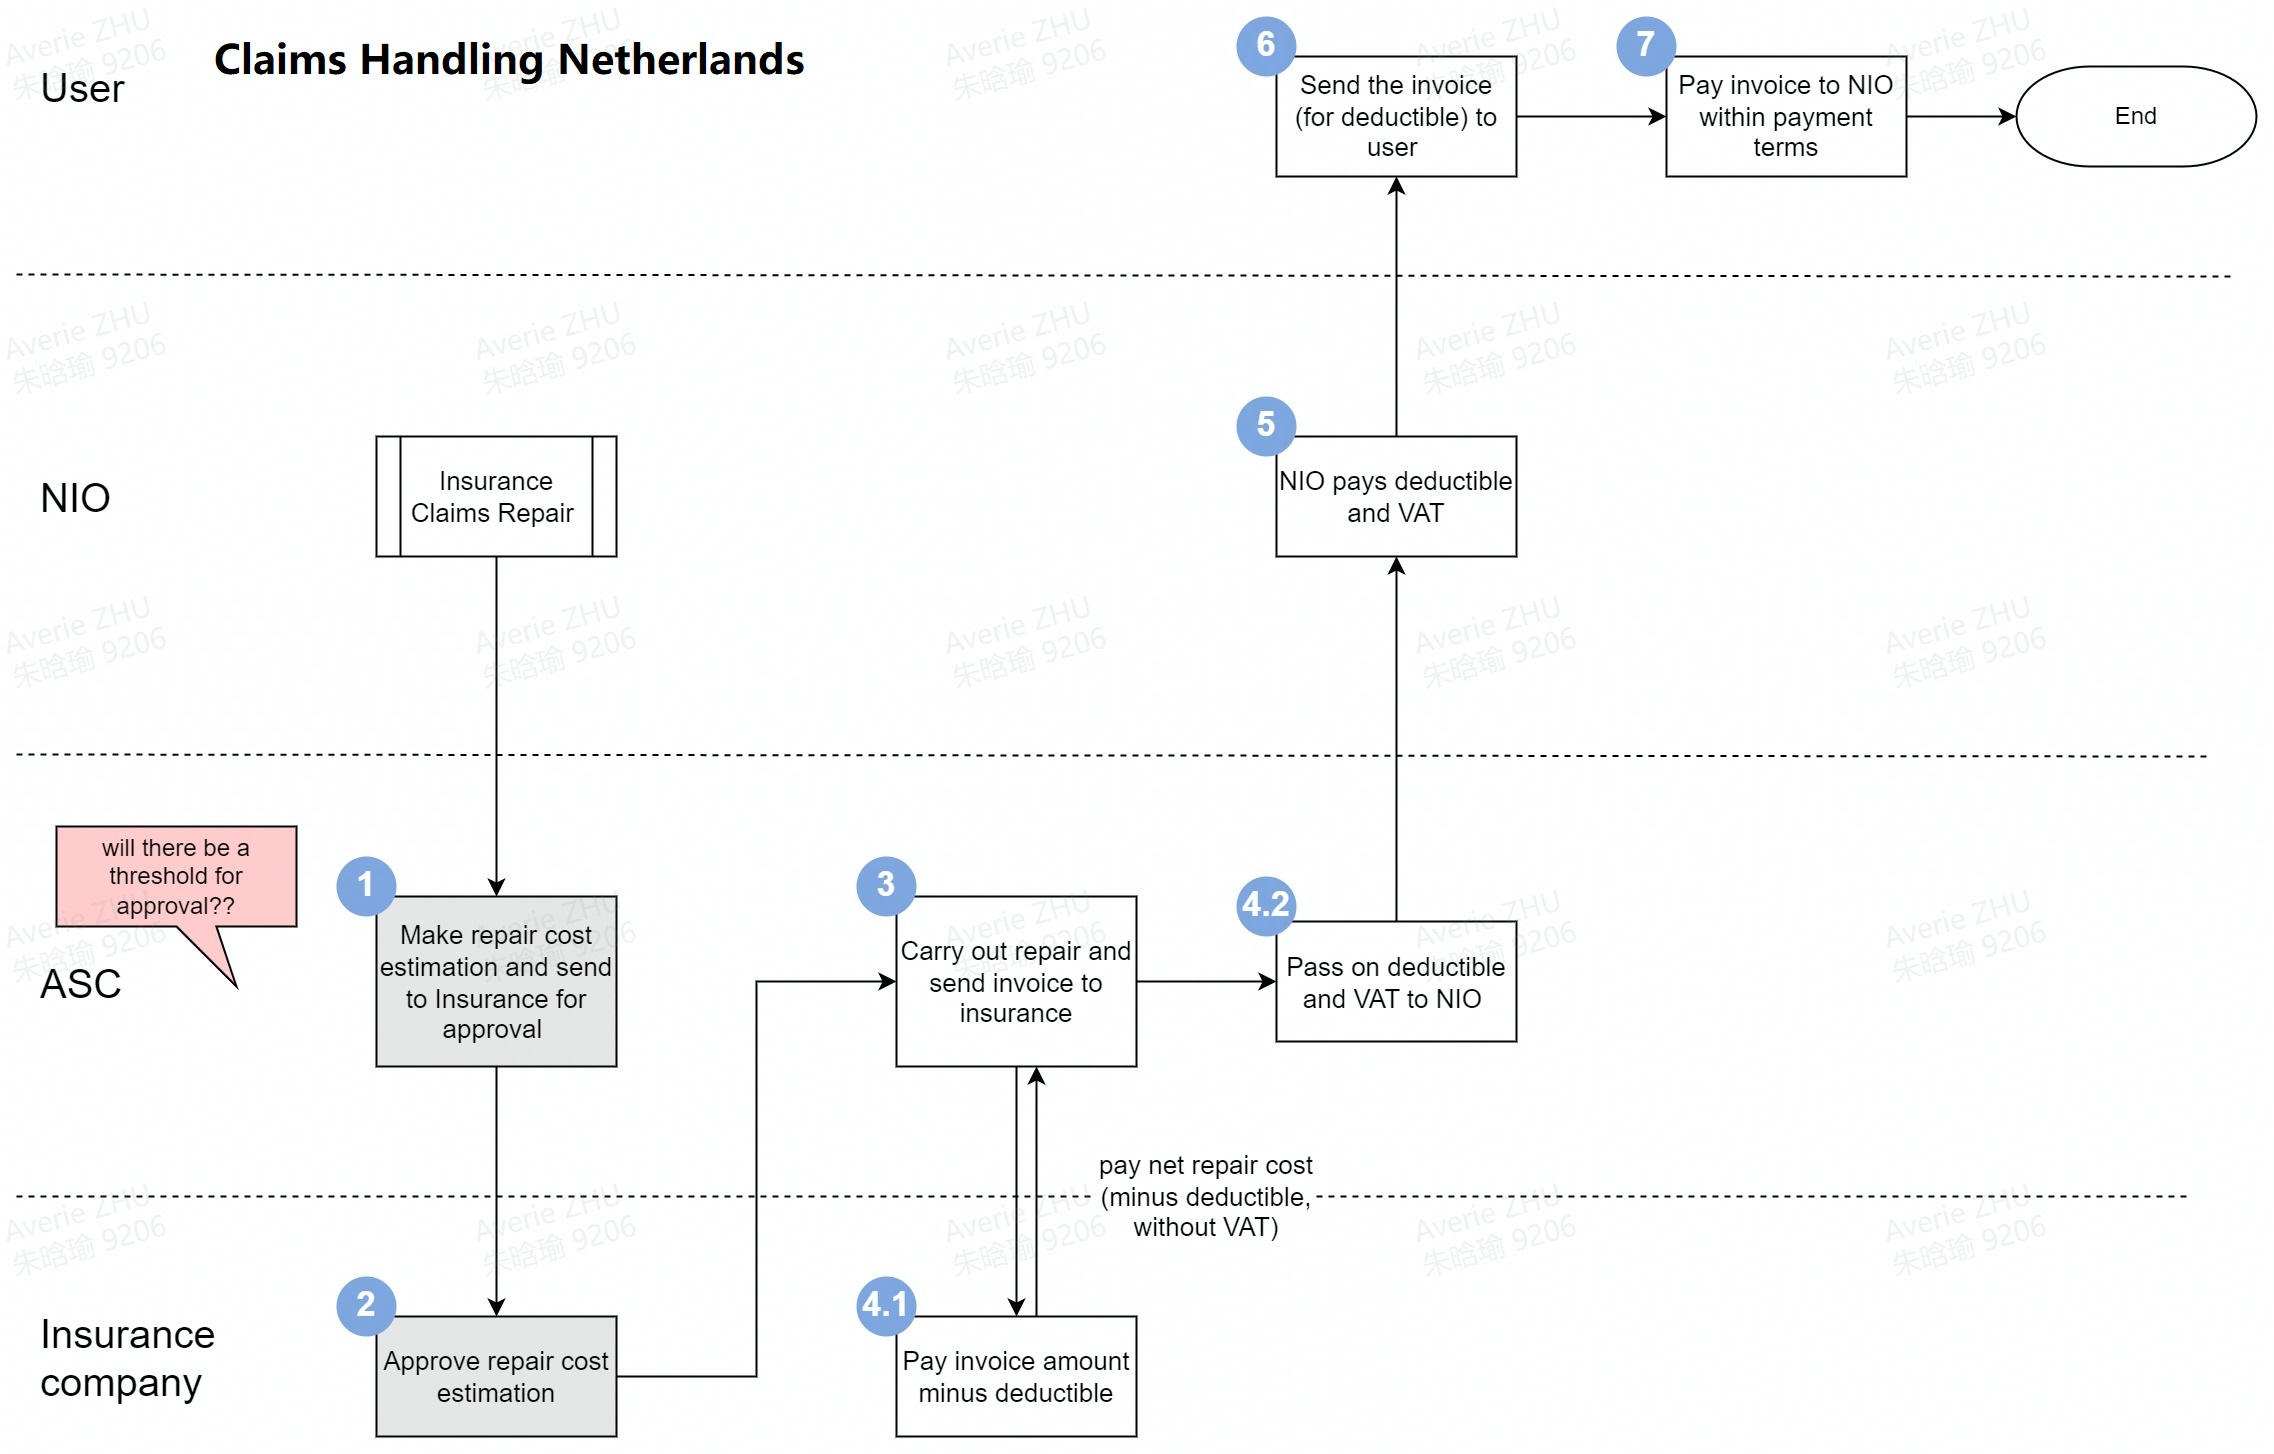 Claims Handling Netherlands
User
6
Send the invoice
(for deductible) to
user
7
Pay invoice to NIO
within payment
terms
End
NIO
Insurance
Claims Repair
5
NIO pays deductible
and VAT
will there be a
threshold for
approval??
ASC
1
Make repair cost
estimation and send
to Insurance for
approval
3
Carry out repair and
send invoice to
insurance
4.2
Pass on deductible
and VAT to NIO
pay net repair cost
(minus deductible,
without VAT)
Insurance
company
2
Approve repair cost
estimation
4.1
Pay invoice amount
minus deductible
Averie ZHU
朱晗瑜 9206